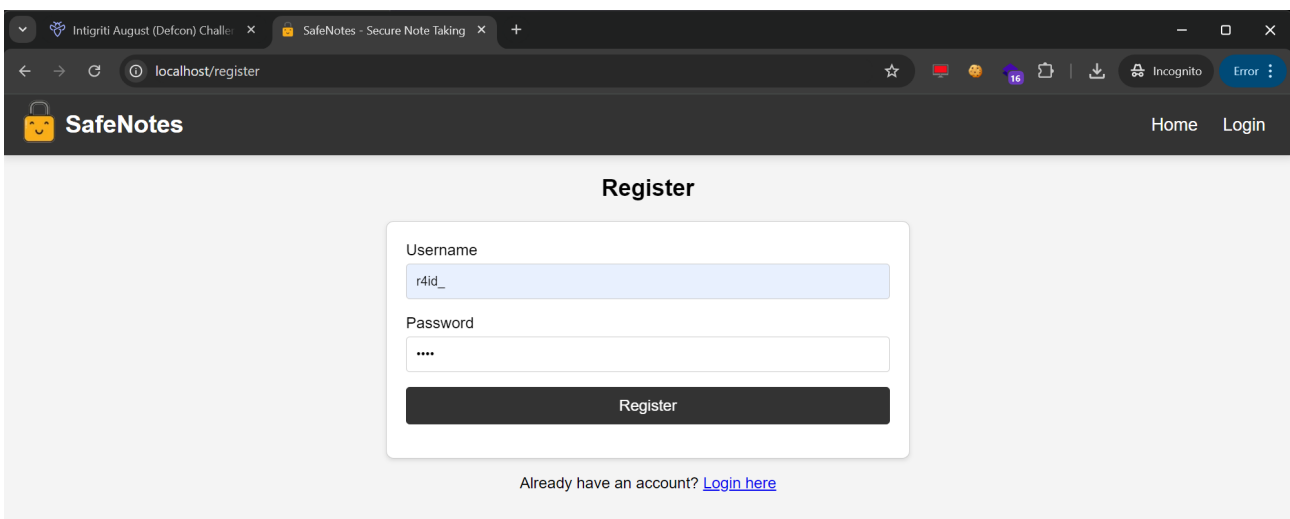 Intigriti August (Defcon) Challe
SafeNotes - Secure Note Taking
localhost/register
16
Incognito
Error
SafeNotes
Home
Login
Register
Username
r4id_
Password
••••
Register
Already have an account? Login here